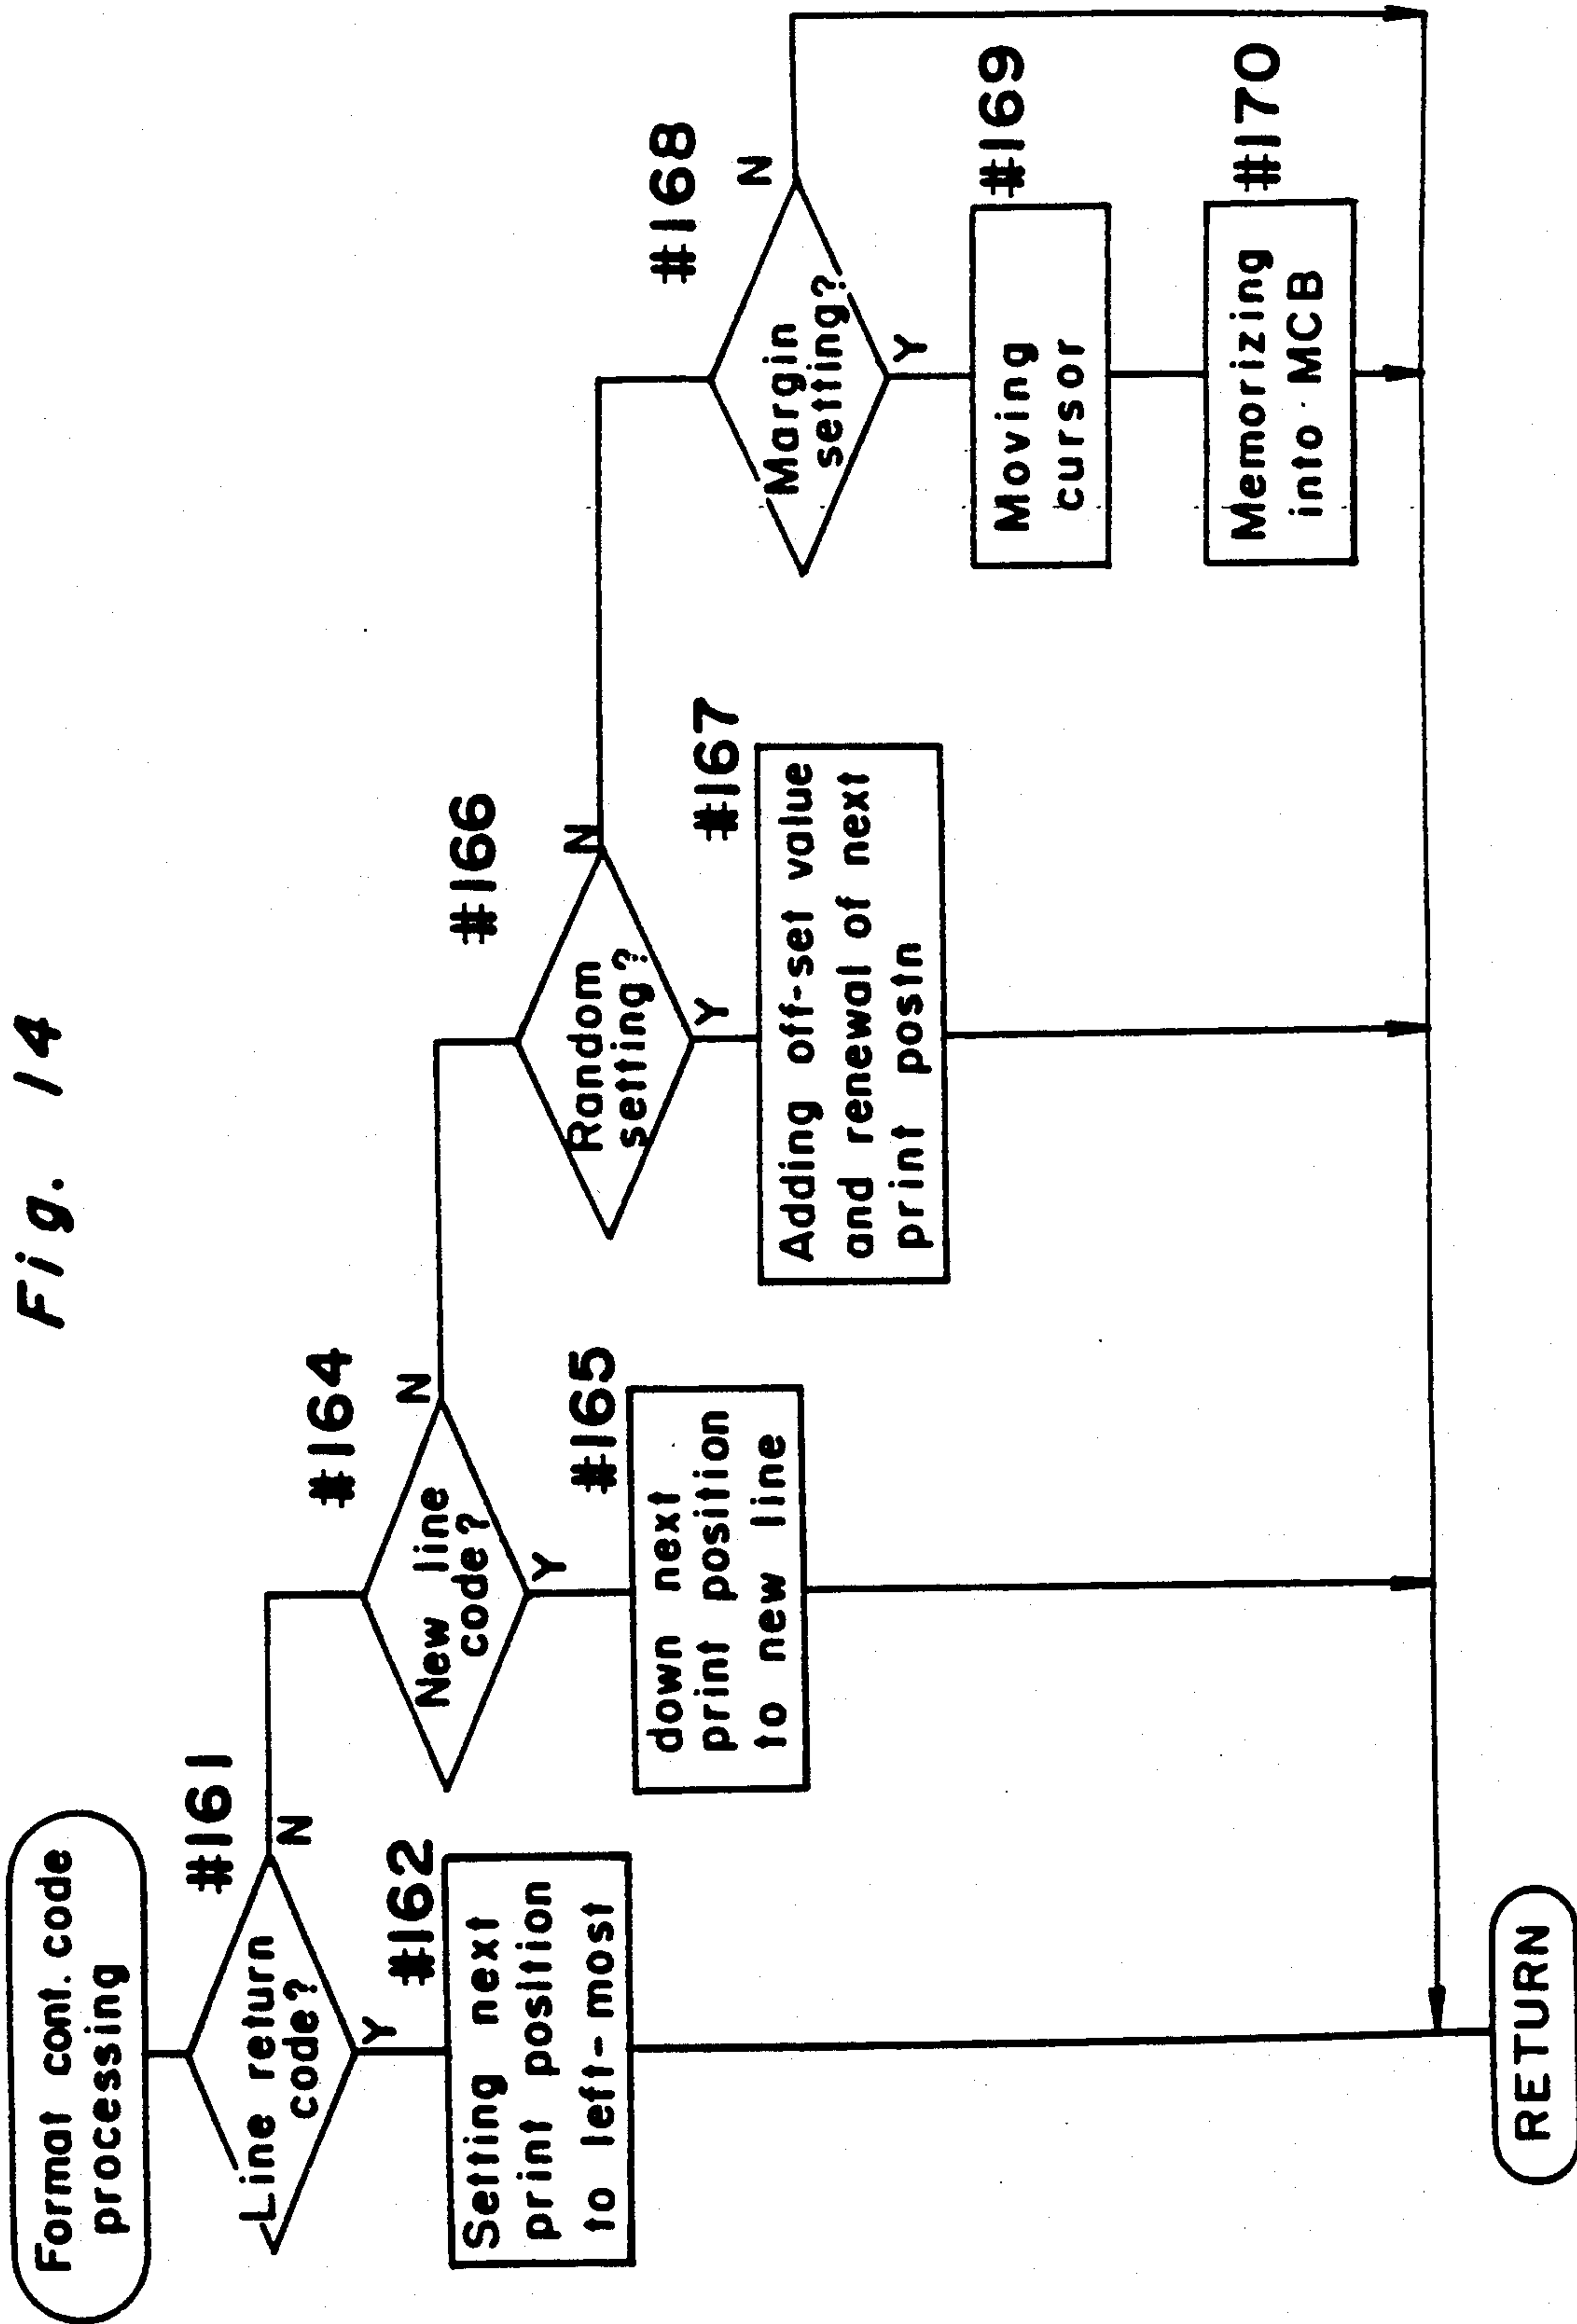 Fig. 14
Format cont. code
processing
#161
Line return
code?
N
Y
#162
Setting next
print position
to left-most
#164
New line
code?
N
Y
#165
down next
print position
to new line
#166
Random
setting?
N
Y
#167
Adding off-set value
and renewal of next
print postn
#168
Margin
setting?
N
Y
#169
Moving
cursor
#170
Memorizing
into MCB
RETURN